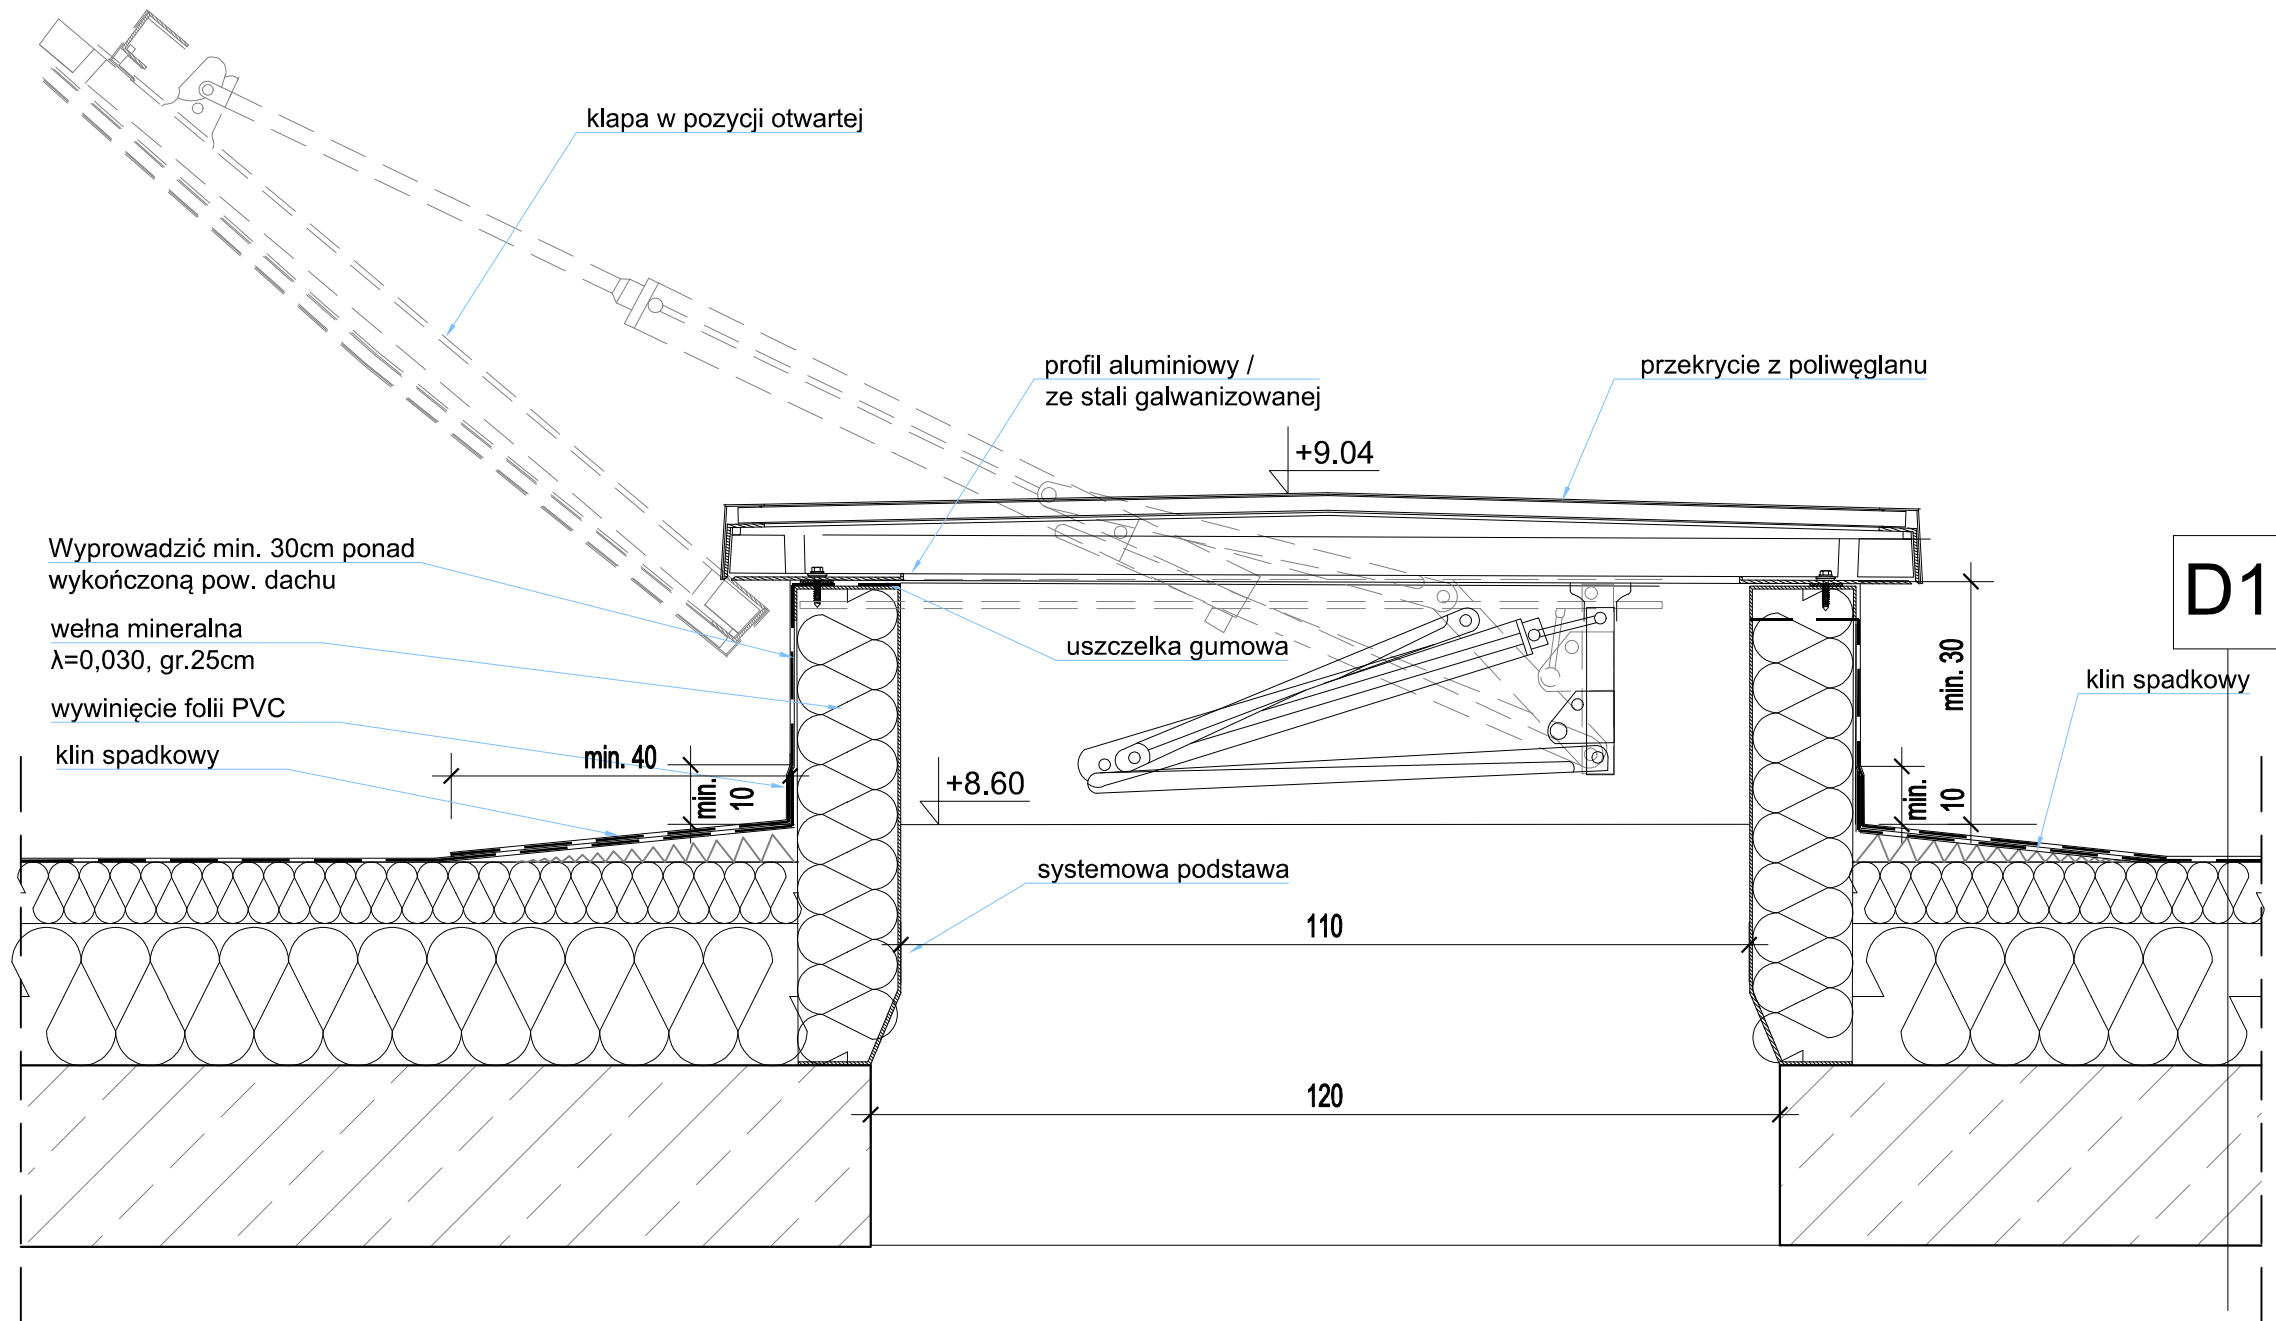 klapa w pozycji otwartej
profil aluminiowy /
ze stali galwanizowanej
przekrycie z poliwęglanu
+9.04
Wyprowadzić min. 30cm ponad
wykończoną pow. dachu
wełna mineralna
λ=0,030, gr.25cm
wywinięcie folii PVC
klin spadkowy
min. 40
min.
10
uszczelka gumowa
+8.60
systemowa podstawa
110
120
min. 30
min.
10
klin spadkowy
D1